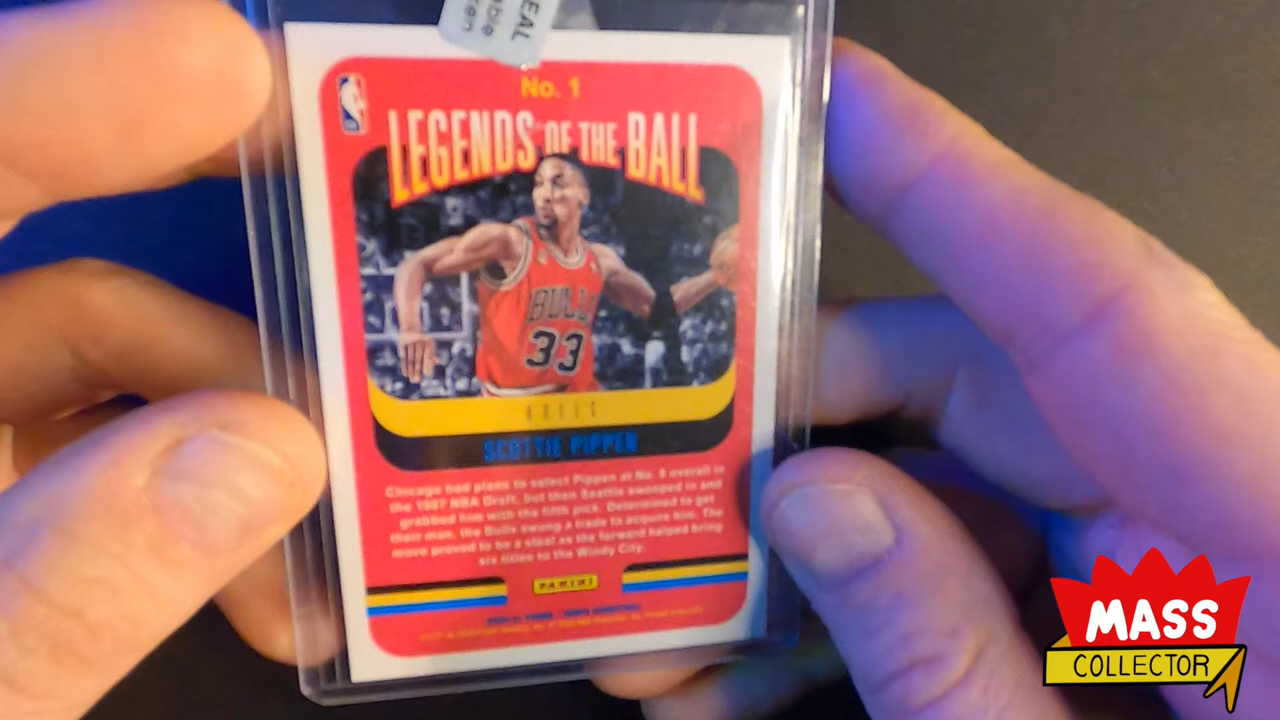 No. 1
LEGENDS OF THE BALL
BULLS
33
BULLS
SCOTTIE PIPPEN
Chicago had plans to select Pippen at No. 8 overall in
the 1987 NBA Draft, but then Seattle swooped in and
grabbed him with the fifth pick. Determined to get
their man, the Bulls swung a trade to acquire him. The
move proved to be a steal as the forward helped bring
six titles to the Windy City.
PANINI
MASS
COLLECTOR